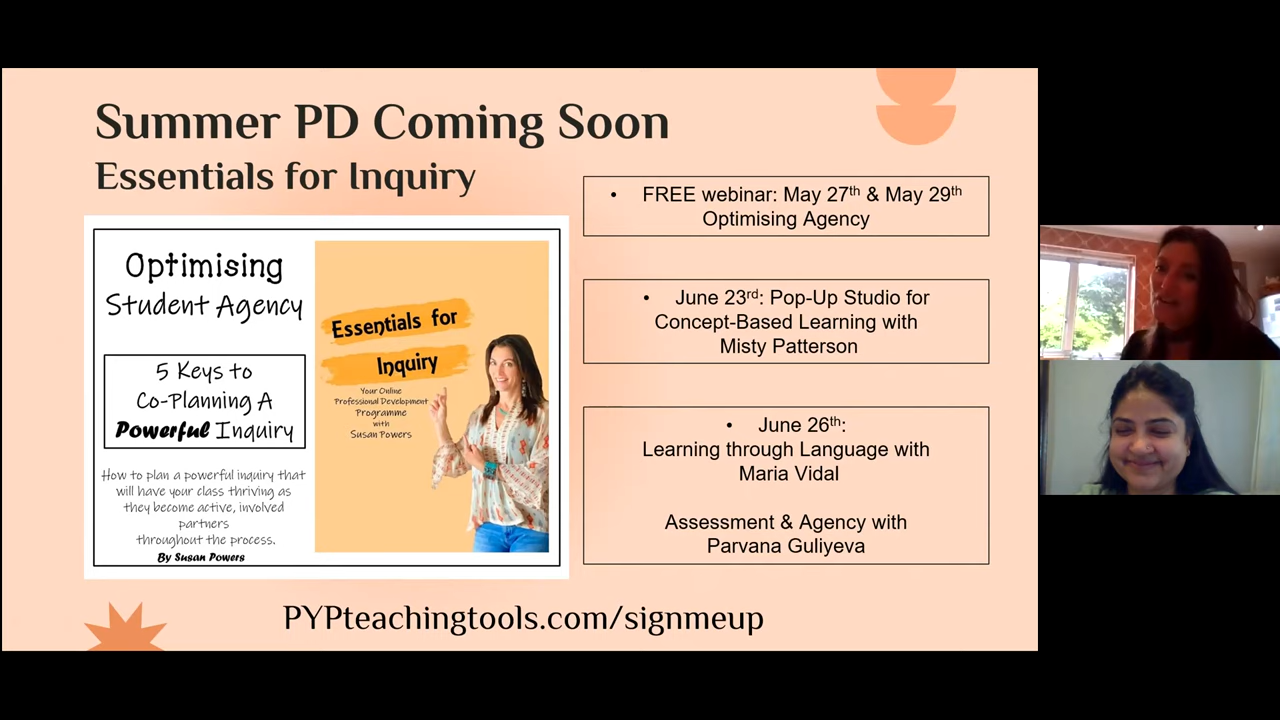 Summer PD Coming Soon
Essentials for Inquiry
Optimising
Student Agency
5 Keys to
Co-Planning A
Powerful Inquiry
How to plan a powerful inquiry that
will have your class thriving as
they become active, involved
partners
throughout the process.
By Susan Powers
Essentials for
Inquiry
Your Online
Professional Development
Programme
with
Susan Powers
• FREE webinar: May 27th & May 29th
Optimising Agency
• June 23rd: Pop-Up Studio for
Concept-Based Learning with
Misty Patterson
• June 26th:
Learning through Language with
Maria Vidal
Assessment & Agency with
Parvana Guliyeva
PYPteachingtools.com/signmeup